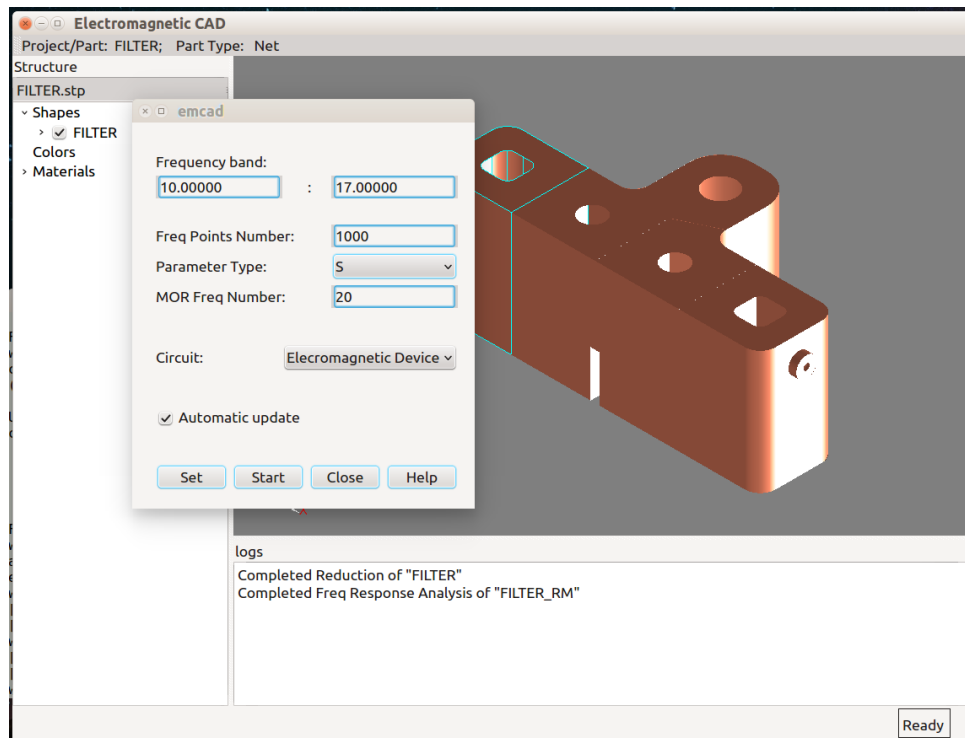 Electromagnetic CAD
Project/Part: FILTER; Part Type: Net
Structure
FILTER.stp
Shapes
FILTER
Colors
Materials
emcad
Frequency band:
10.00000 : 17.00000
Freq Points Number: 1000
Parameter Type: S
MOR Freq Number: 20
Circuit: Elecromagnetic Device
Automatic update
Set Start Close Help
X
logs
Completed Reduction of "FILTER"
Completed Freq Response Analysis of "FILTER_RM"
Ready